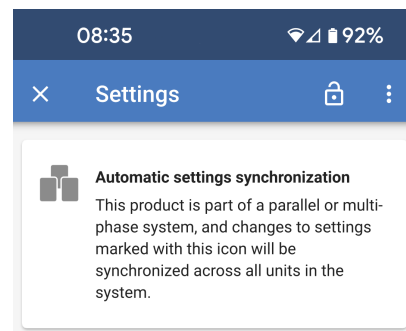 08:35 92%
Settings
Automatic settings synchronization
This product is part of a parallel or multi-
phase system, and changes to settings
marked with this icon will be
synchronized across all units in the
system.